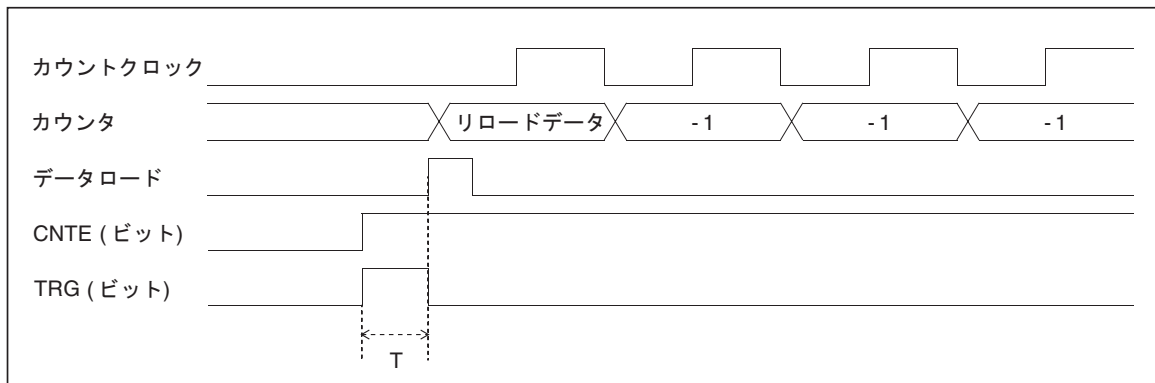 カウントクロック
カウンタ
リロードデータ
- 1
- 1
- 1
データロード
CNTE ( ビット)
TRG ( ビット)
T